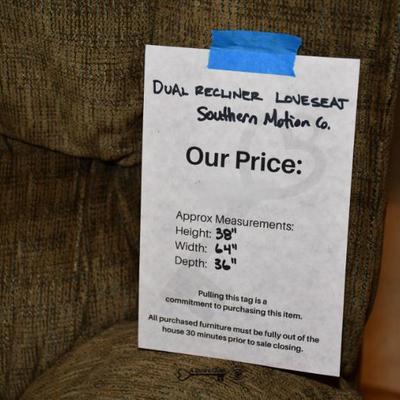 DUAL RECLINER LOVESEAT
Southern Motion Co.
Our Price:
Approx Measurements:
Height: 38"
Width: 64"
Depth: 36"
Pulling this tag is a
commitment to purchasing this item.
All purchased furniture must be fully out of the
house 30 minutes prior to sale closing.